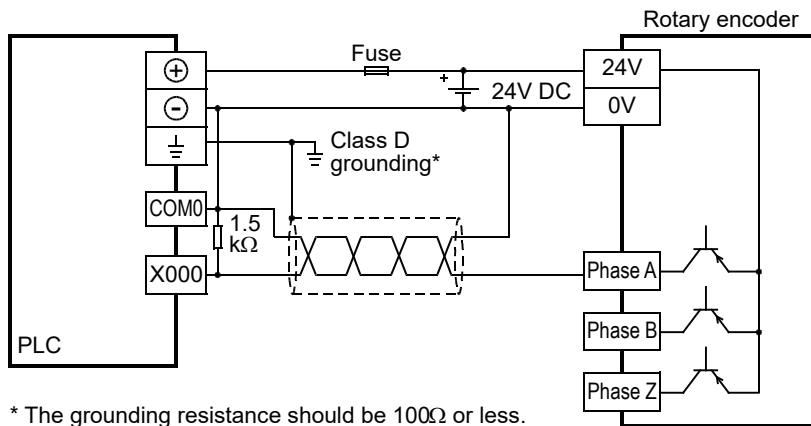 Rotary encoder
Fuse
24V
+
24V DC
0V
Class D
grounding*
COM0
1.5
kΩ
X000
Phase A
Phase B
PLC
Phase Z
* The grounding resistance should be 100Ω or less.